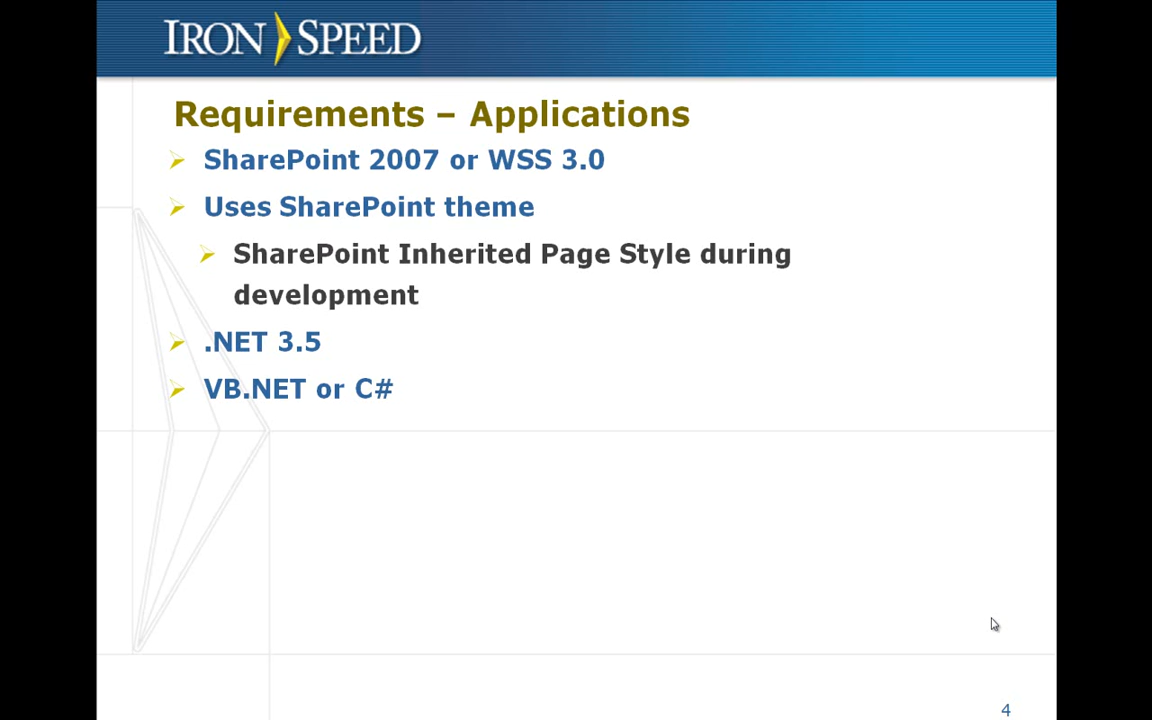 IRON SPEED
Requirements – Applications
SharePoint 2007 or WSS 3.0
Uses SharePoint theme
SharePoint Inherited Page Style during
development
.NET 3.5
VB.NET or C#
4